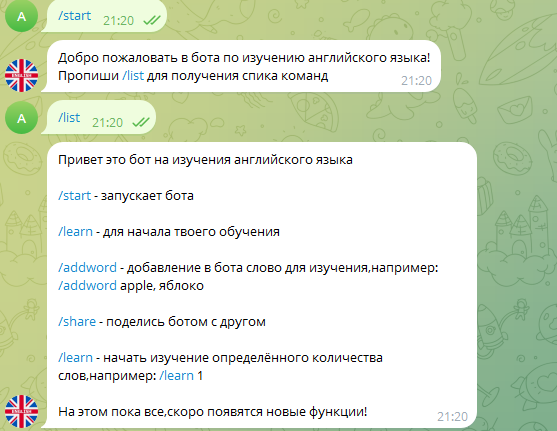 A
/start
21:20
Добро пожаловать в бота по изучению английского языка!
Пропиши /list для получения спика команд
21:20
A
/list
21:20
Привет это бот на изучения английского языка
/start - запускает бота
/learn - для начала твоего обучения
/addword - добавление в бота слово для изучения,например:
/addword apple, яблоко
/share - поделись ботом с другом
/learn - начать изучение определённого количества
слов,например: /learn 1
На этом пока все,скоро появятся новые функции!
21:20